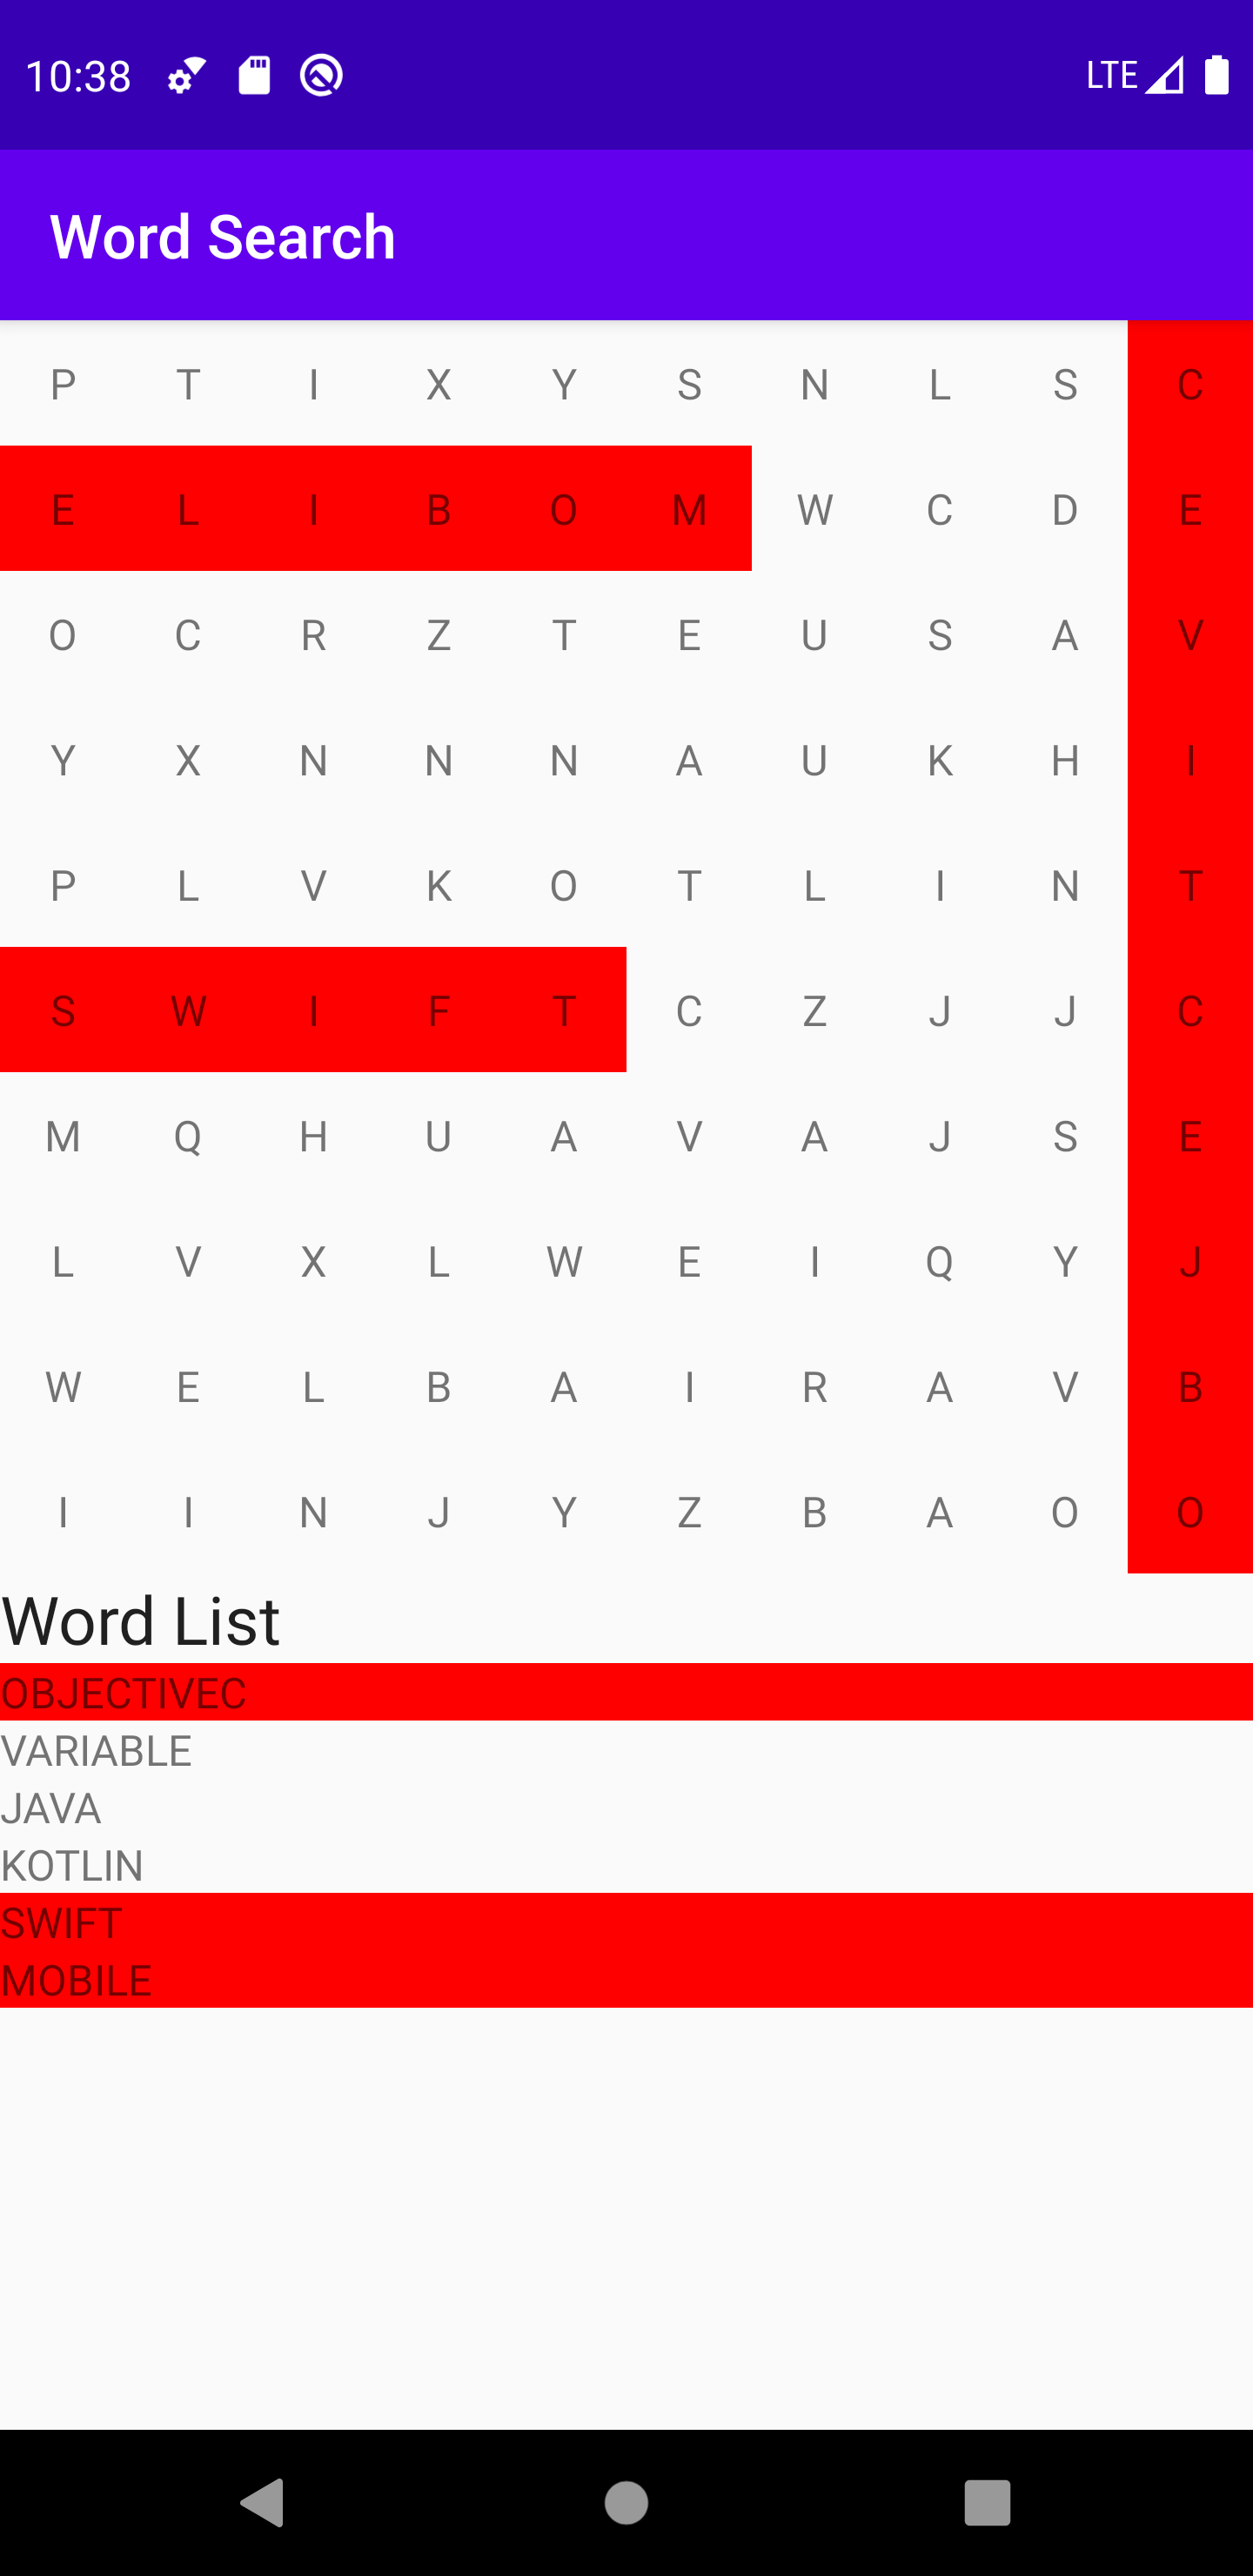 10:38 LTE
Word Search
P T I X Y S N L S C
E L I B O M W C D E
O C R Z T E U S A V
Y X N N N A U K H I
P L V K O T L I N T
S W I F T C Z J J C
M Q H U A V A J S E
L V X L W E I Q Y J
W E L B A I R A V B
I I N J Y Z B A O O
Word List
OBJECTIVEC
VARIABLE
JAVA
KOTLIN
SWIFT
MOBILE